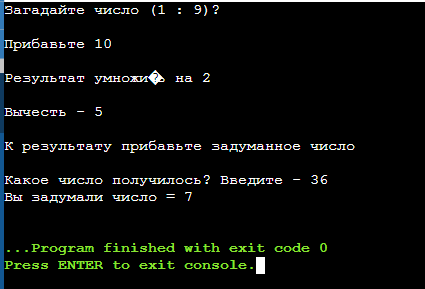 Загадайте число (1 : 9)?
Прибавьте 10
Результат умножи�ь на 2
Вычесть - 5
К результату прибавьте задуманное число
Какое число получилось? Введите - 36
Вы задумали число = 7
...Program finished with exit code 0
Press ENTER to exit console.